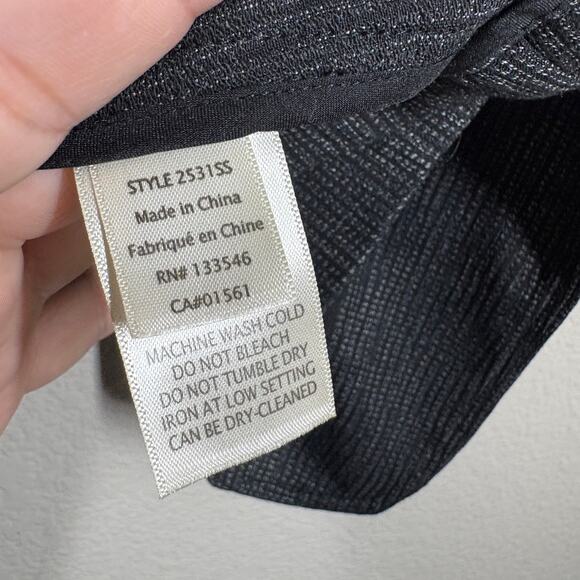 STYLE 2531SS
Made in China
Fabriqué en Chine
RN# 133546
CA#01561
MACHINE WASH COLD
DO NOT BLEACH
DO NOT TUMBLE DRY
IRON AT LOW SETTING
CAN BE DRY-CLEANED